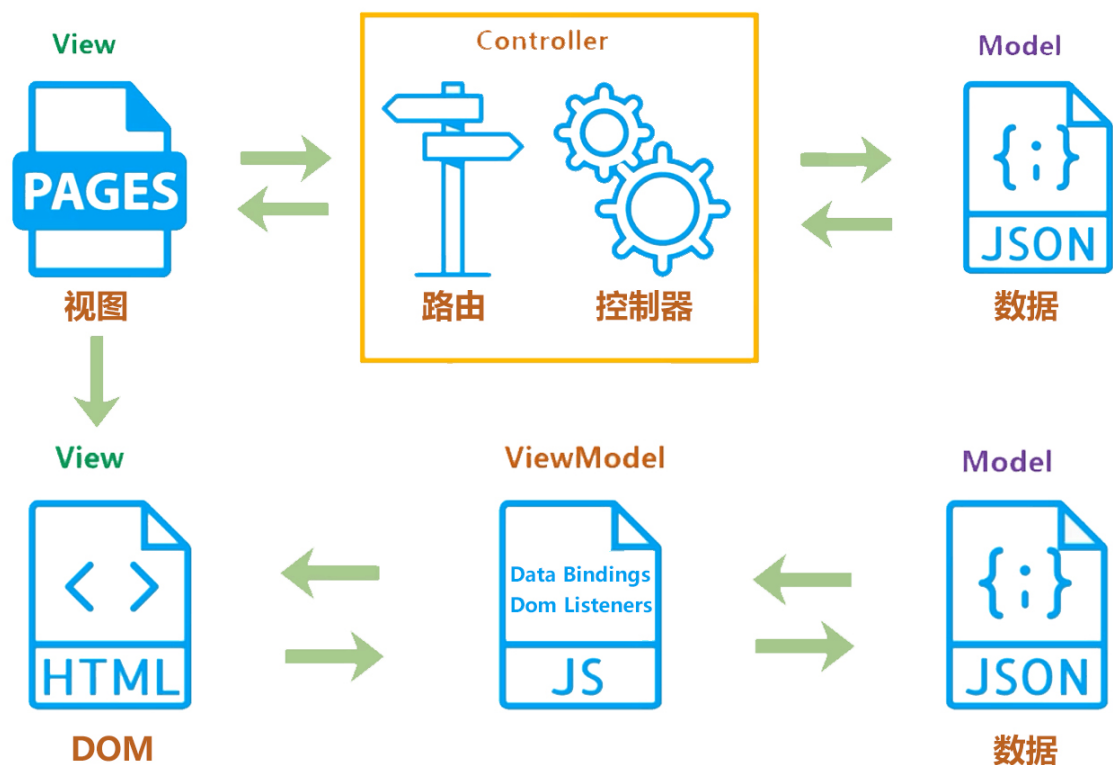 View
Controller
Model
PAGES
{;}
JSON
视图
路由
控制器
数据
View
ViewModel
Model
< >
Data Bindings
Dom Listeners
{;}
HTML
JS
JSON
DOM
数据